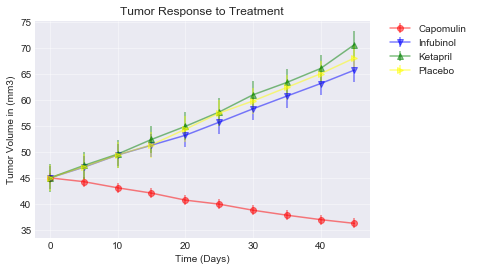 Tumor Response to Treatment
Tumor Volume in (mm3)
75
70
65
60
55
50
45
40
35
0
10
20
30
40
Time (Days)
Capomulin
Infubinol
Ketapril
Placebo